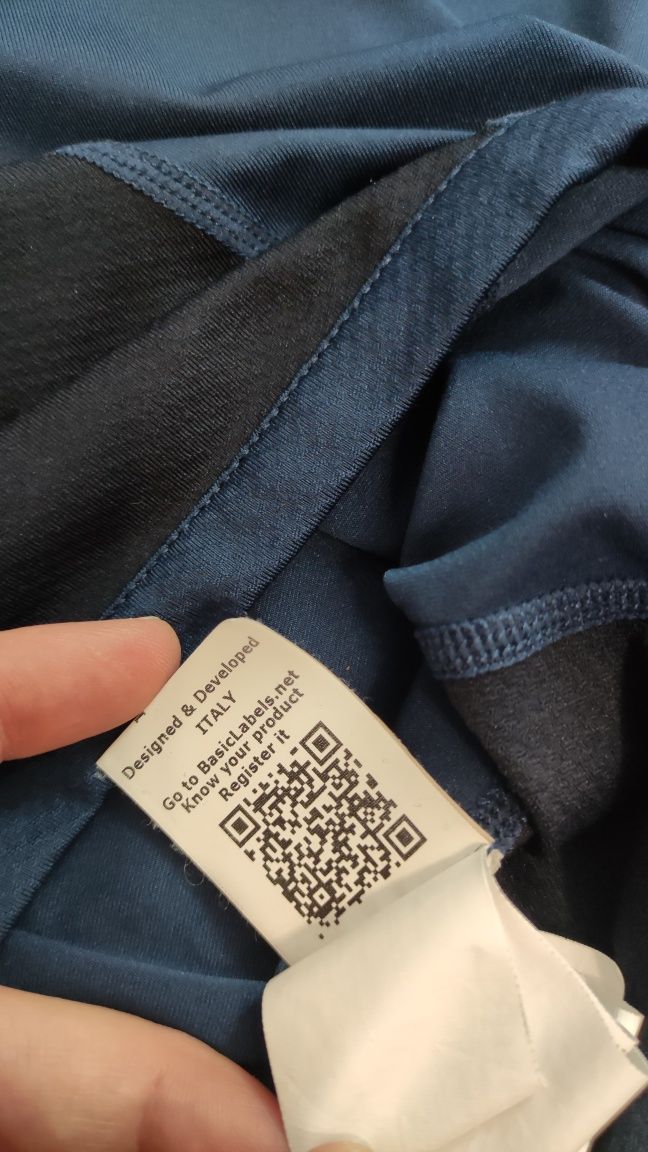 Designed & Developed
ITALY
Go to BasicLabels.net
Know your product
Register it